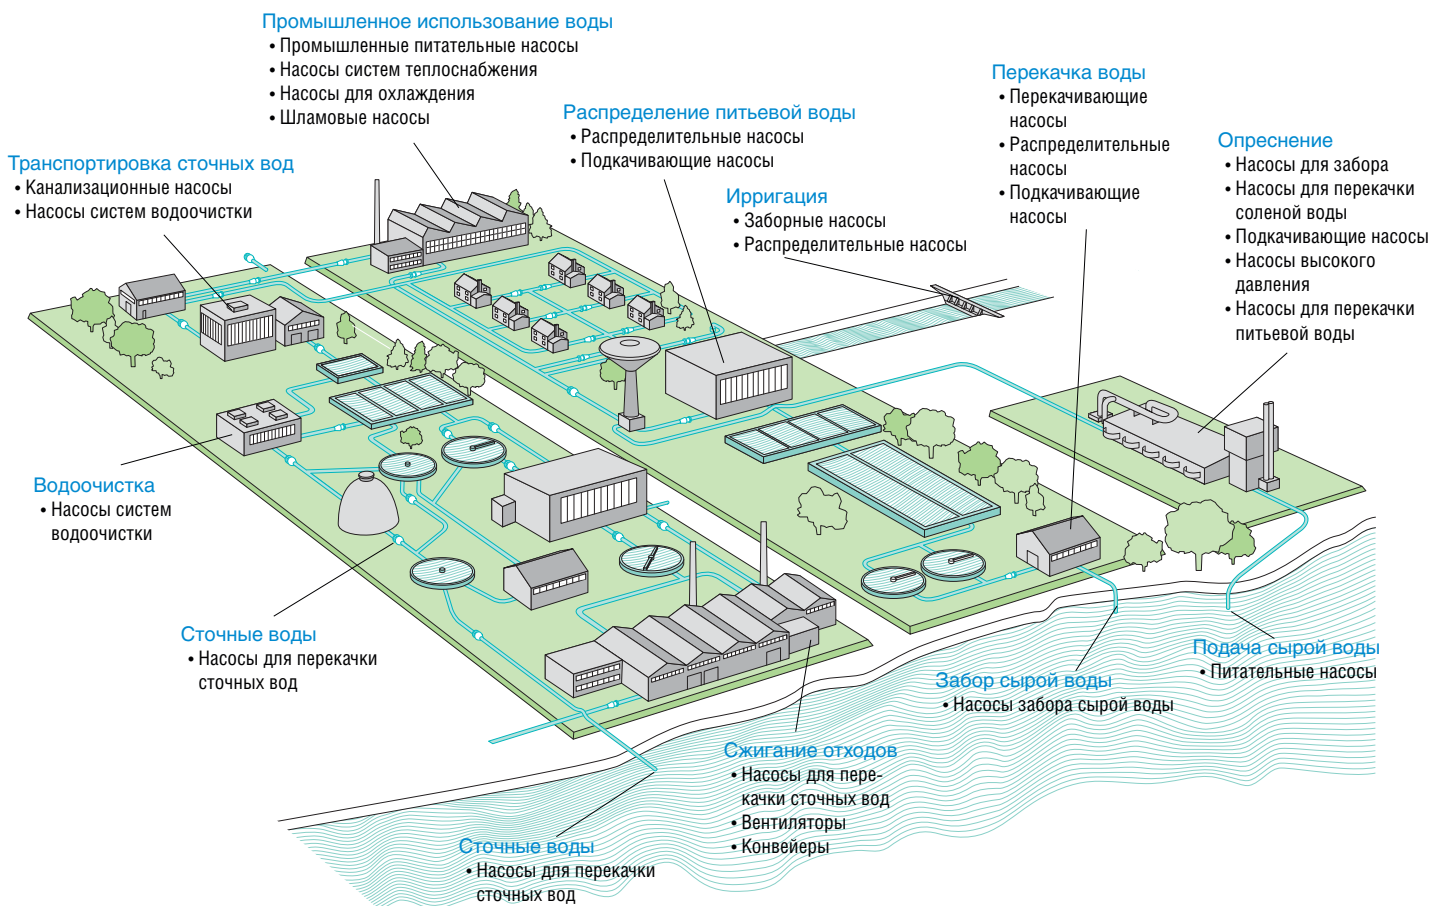 Промышленное использование воды
• Промышленные питательные насосы
• Насосы систем теплоснабжения
• Насосы для охлаждения
• Шламовые насосы
Распределение питьевой воды
• Распределительные насосы
• Подкачивающие насосы
Перекачка воды
• Перекачивающие
насосы
• Распределительные
насосы
• Подкачивающие
насосы
Опреснение
• Насосы для забора
• Насосы для перекачки
соленой воды
• Подкачивающие насосы
• Насосы высокого
давления
• Насосы для перекачки
питьевой воды
Транспортировка сточных вод
• Канализационные насосы
• Насосы систем водоочистки
Ирригация
• Заборные насосы
• Распределительные насосы
Водоочистка
• Насосы систем
водоочистки
Сточные воды
• Насосы для перекачки
сточных вод
Подача сырой воды
• Питательные насосы
Забор сырой воды
• Насосы забора сырой воды
Сжигание отходов
• Насосы для пере-
качки сточных вод
• Вентиляторы
• Конвейеры
Сточные воды
• Насосы для перекачки
сточных вод